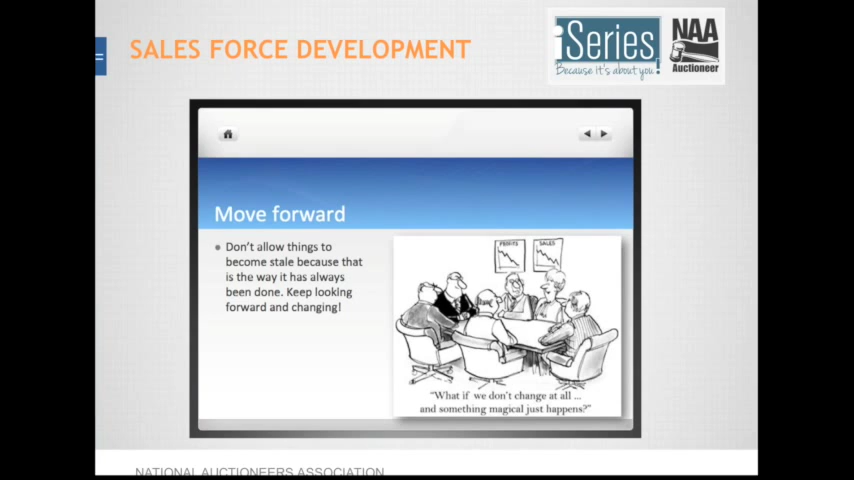 SALES FORCE DEVELOPMENT
iSeries
Because it's about you!
NAA
Auctioneer
Move forward
Don't allow things to
become stale because that
is the way it has always
been done. Keep looking
forward and changing!
PROFITS
SALES
"What if we don't change at all ...
and something magical just happens?"
NATIONAL AUCTIONEERS ASSOCIATION